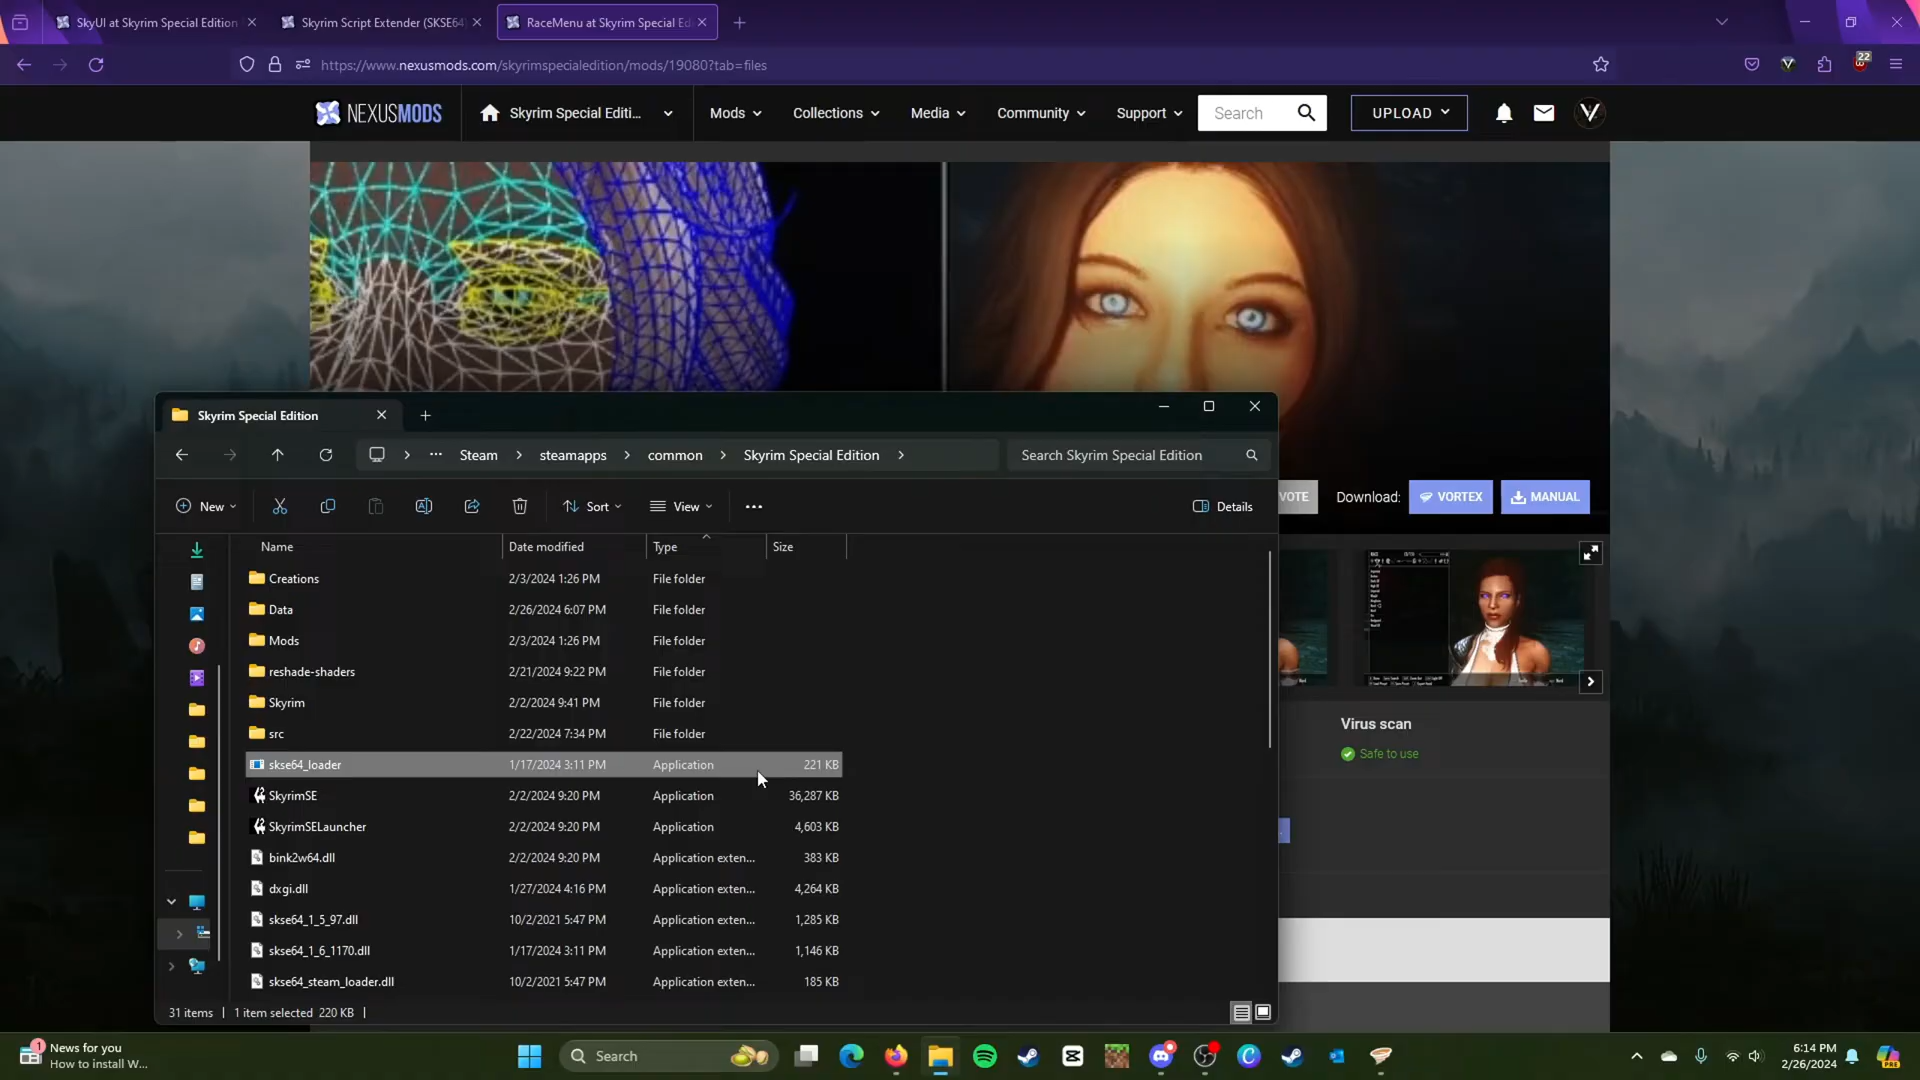 SkyUI at Skyrim Special Edition
Skyrim Script Extender (SKSE64
RaceMenu at Skyrim Special Ed
https://www.nexusmods.com/skyrimspecialedition/mods/19080?tab=files
22
NEXUSMODS
Skyrim Special Editi...
Mods
Collections
Media
Community
Support
Search
UPLOAD
VOTE
Download:
VORTEX
MANUAL
Virus scan
Safe to use
Skyrim Special Edition
Steam
steamapps
common
Skyrim Special Edition
Search Skyrim Special Edition
New
Sort
View
Details
Name Date modified Type Size
Creations 2/3/2024 1:26 PM File folder
Data 2/26/2024 6:07 PM File folder
Mods 2/3/2024 1:26 PM File folder
reshade-shaders 2/21/2024 9:22 PM File folder
Skyrim 2/2/2024 9:41 PM File folder
src 2/22/2024 7:34 PM File folder
skse64_loader 1/17/2024 3:11 PM Application 221 KB
SkyrimSE 2/2/2024 9:20 PM Application 36,287 KB
SkyrimSELauncher 2/2/2024 9:20 PM Application 4,603 KB
bink2w64.dll 2/2/2024 9:20 PM Application exten... 383 KB
dxgi.dll 1/27/2024 4:16 PM Application exten... 4,264 KB
skse64_1_5_97.dll 10/2/2021 5:47 PM Application exten... 1,285 KB
skse64_1_6_1170.dll 1/17/2024 3:11 PM Application exten... 1,146 KB
skse64_steam_loader.dll 10/2/2021 5:47 PM Application exten... 185 KB
31 items 1 item selected 220 KB
1
News for you
How to install W...
Search
6:14 PM
2/26/2024
PRE